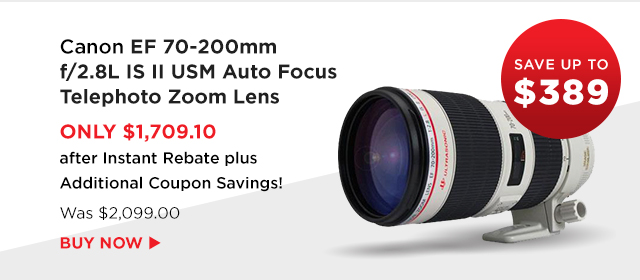 Canon EF 70-200mm
f/2.8L IS II USM Auto Focus
Telephoto Zoom Lens
ONLY $1,709.10
after Instant Rebate plus
Additional Coupon Savings!
Was $2,099.00
BUY NOW ▶
SAVE UP TO
$389
ULTRASONIC